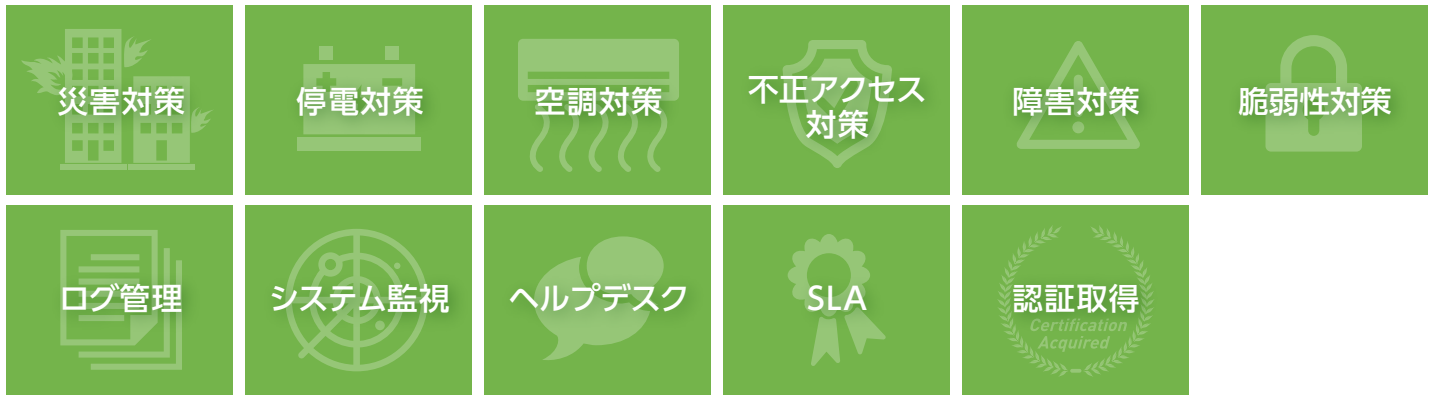 災害対策
停電対策
空調対策
不正アクセス
対策
障害対策
脆弱性対策
ログ管理
システム監視
ヘルプデスク
SLA
認証取得
Certification
Acquired